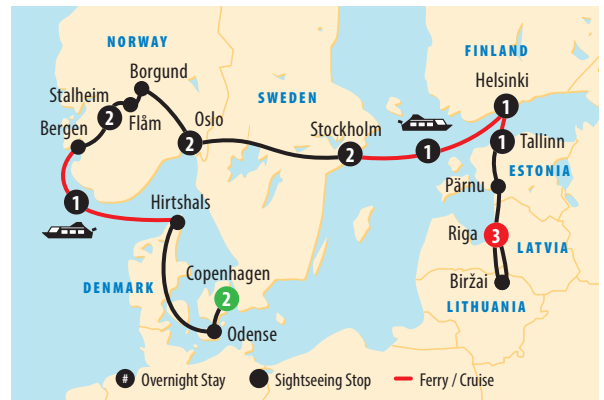 NORWAY
FINLAND
Borgund
Helsinki
Stalheim
SWEDEN
1
2
Flåm
Oslo
Stockholm
Tallinn
Bergen
2
2
1
1
ESTONIA
Pärnu
1
Hirtshals
Riga
3
LATVIA
Copenhagen
DENMARK
2
Biržai
LITHUANIA
Odense
# Overnight Stay
Sightseeing Stop
Ferry / Cruise